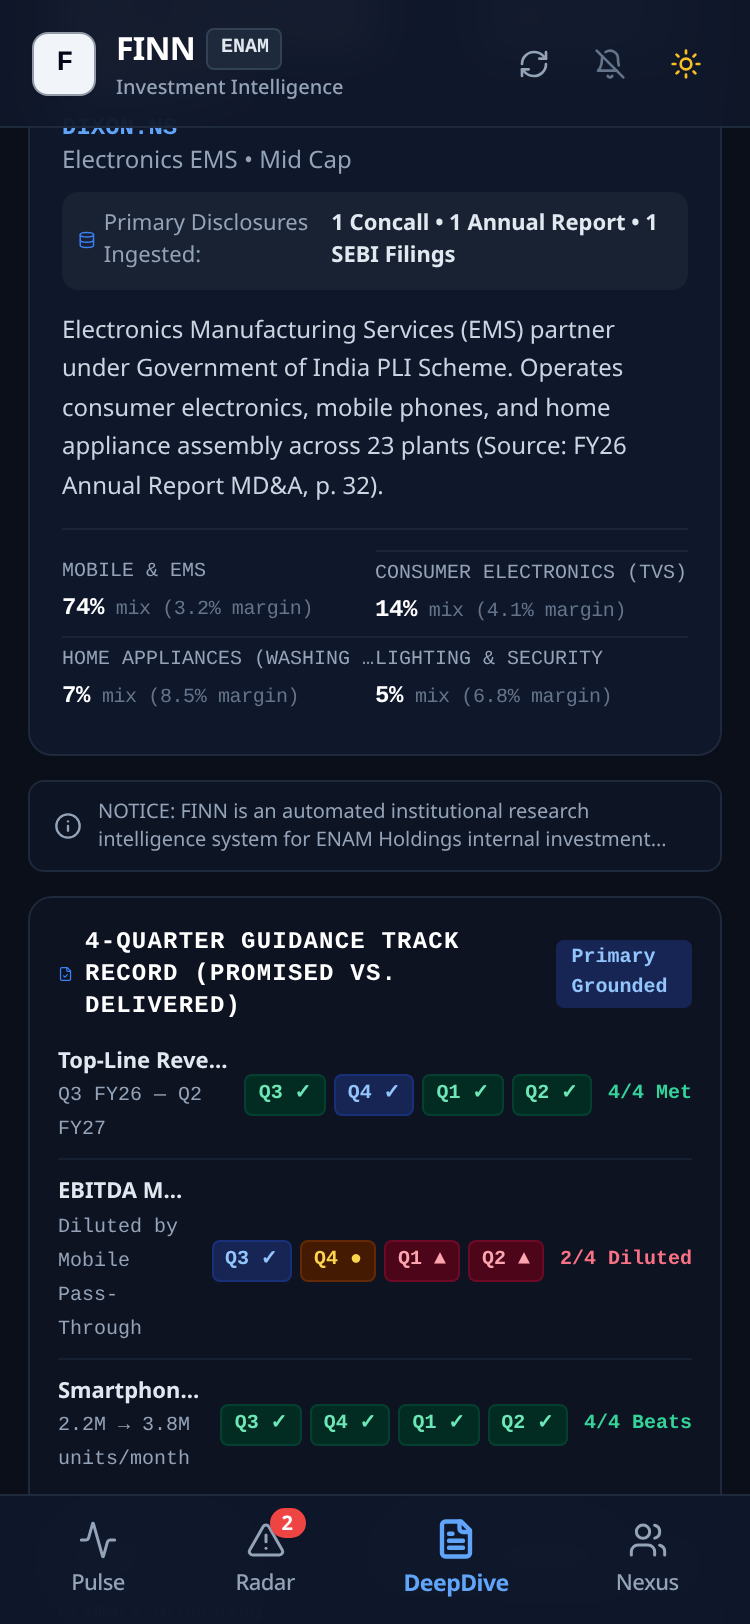 F
FINN ENAM
Investment Intelligence
DIXON.NS
Electronics EMS • Mid Cap
Primary Disclosures Ingested:
1 Concall • 1 Annual Report • 1 SEBI Filings
Electronics Manufacturing Services (EMS) partner
under Government of India PLI Scheme. Operates
consumer electronics, mobile phones, and home
appliance assembly across 23 plants (Source: FY26
Annual Report MD&A, p. 32).
MOBILE & EMS
74% mix (3.2% margin)
CONSUMER ELECTRONICS (TVS)
14% mix (4.1% margin)
HOME APPLIANCES (WASHING …
7% mix (8.5% margin)
LIGHTING & SECURITY
5% mix (6.8% margin)
NOTICE: FINN is an automated institutional research
intelligence system for ENAM Holdings internal investment...
4-QUARTER GUIDANCE TRACK
RECORD (PROMISED VS.
DELIVERED)
Primary
Grounded
Top-Line Reve...
Q3 FY26 — Q2
FY27
Q3 ✓ Q4 ✓ Q1 ✓ Q2 ✓ 4/4 Met
EBITDA M...
Diluted by
Mobile
Pass-
Through
Q3 ✓ Q4 ● Q1 ▲ Q2 ▲ 2/4 Diluted
Smartphon...
2.2M → 3.8M
units/month
Q3 ✓ Q4 ✓ Q1 ✓ Q2 ✓ 4/4 Beats
2
Pulse Radar DeepDive Nexus